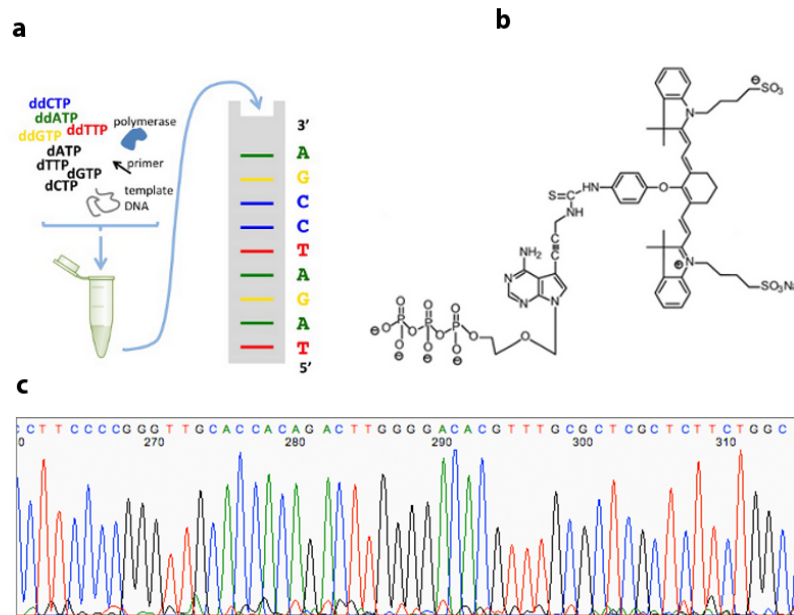 a
b
ddCTP
ddATP
ddGTP ddTTP
dATP
dTTP
dGTP
dCTP
polymerase
primer
template
DNA
3'
A
G
C
C
T
A
G
A
T
5'
⊖
SO₃
N
S
HN
O
NH
NH₂
N
N
N
N
⊕
SO₃Na
O O O
⊖O P O P O P O O
O O O
⊖ ⊖ ⊖
c
C C T T C C C C G G G T T G C A C C A C A G A C T T G G G G A C A C G T T T G C G C T C G C T C T T C T G G C
0 270 280 290 300 310